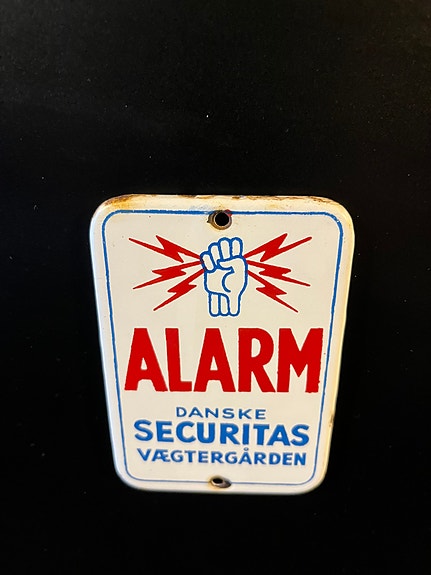 ALARM
DANSKE
SECURITAS
VÆGTERGÅRDEN